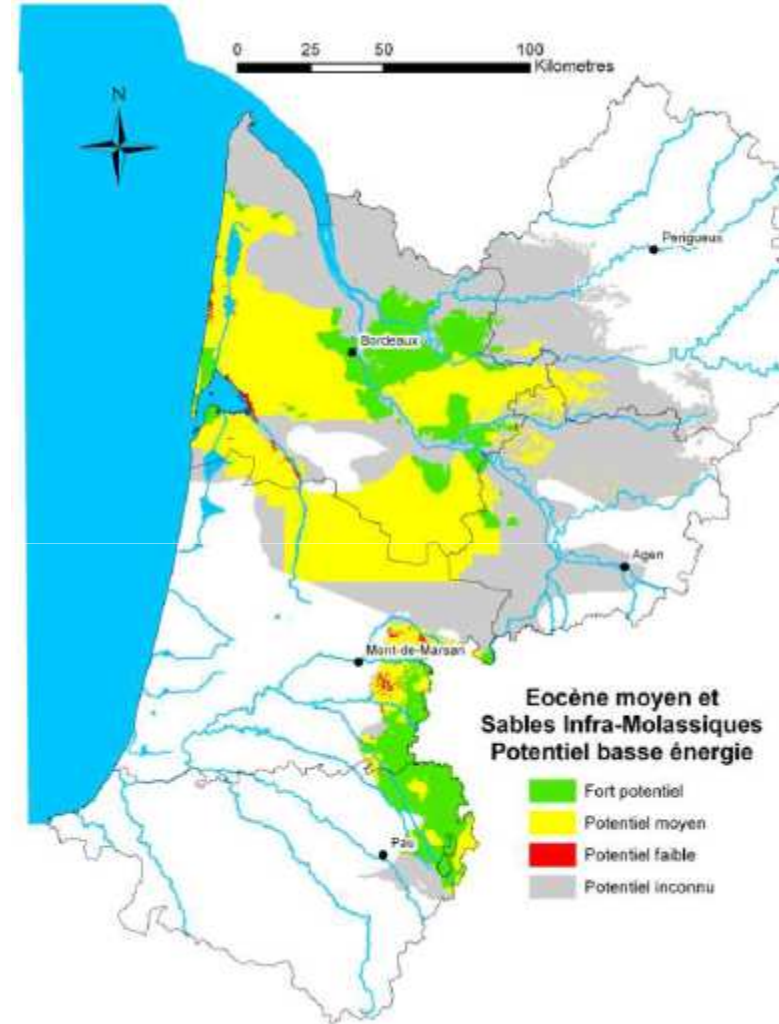 0 25 50 100
Kilometres
N
Perigueux
Bordeaux
Agen
Mont-de-Marsan
Eocène moyen et
Sables Infra-Molassiques
Potentiel basse énergie
Fort potentiel
Potentiel moyen
Pau
Potentiel faible
Potentiel inconnu